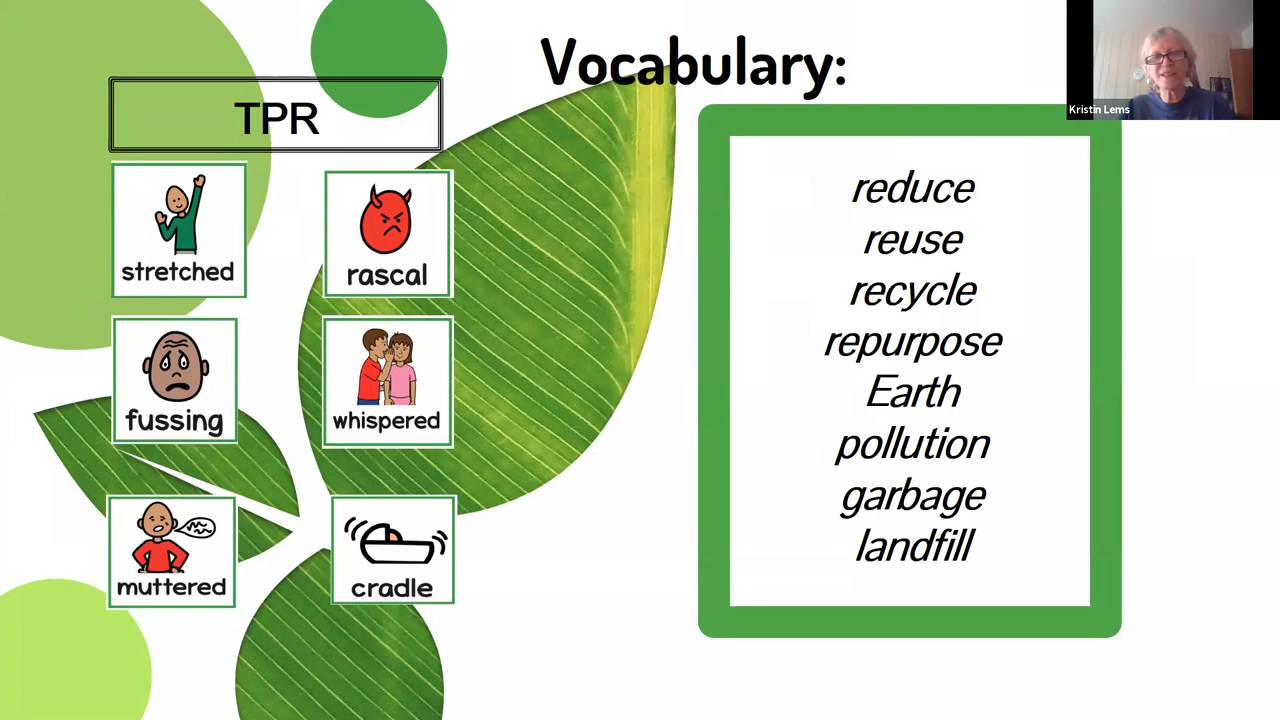 Vocabulary:
Kristin Lems
TPR
stretched
rascal
fussing
whispered
muttered
cradle
reduce
reuse
recycle
repurpose
Earth
pollution
garbage
landfill